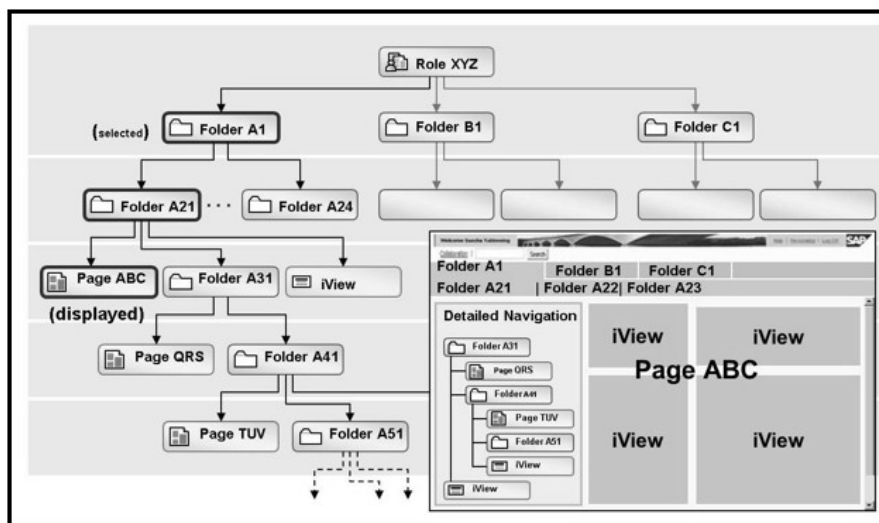 Role XYZ
(selected)
Folder A1
Folder B1
Folder C1
Folder A21
...
Folder A24
Page ABC
Folder A31
iView
(displayed)
Page QRS
Folder A41
Page TUV
Folder A51
Welcome
SAP
Collaboration
Search
Folder A1
Folder B1
Folder C1
Folder A21 | Folder A22| Folder A23
Detailed Navigation
Folder A31
Page QRS
Folder A41
Page TUV
Folder A51
iView
iView
iView
iView
Page ABC
iView
iView